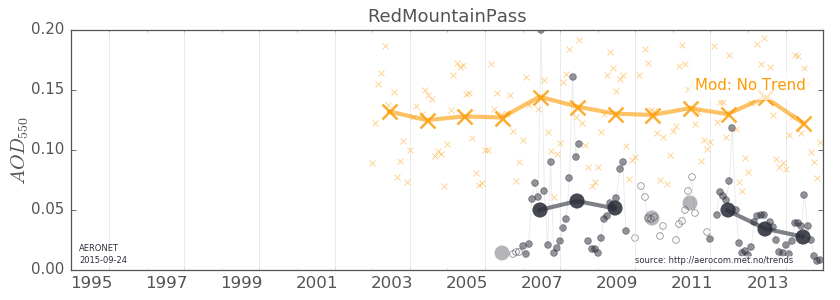 RedMountainPass
0.20
0.15
0.10
0.05
0.00
AOD550
Mod: No Trend
AERONET
2015-09-24
source: http://aerocom.met.no/trends
1995 1997 1999 2001 2003 2005 2007 2009 2011 2013